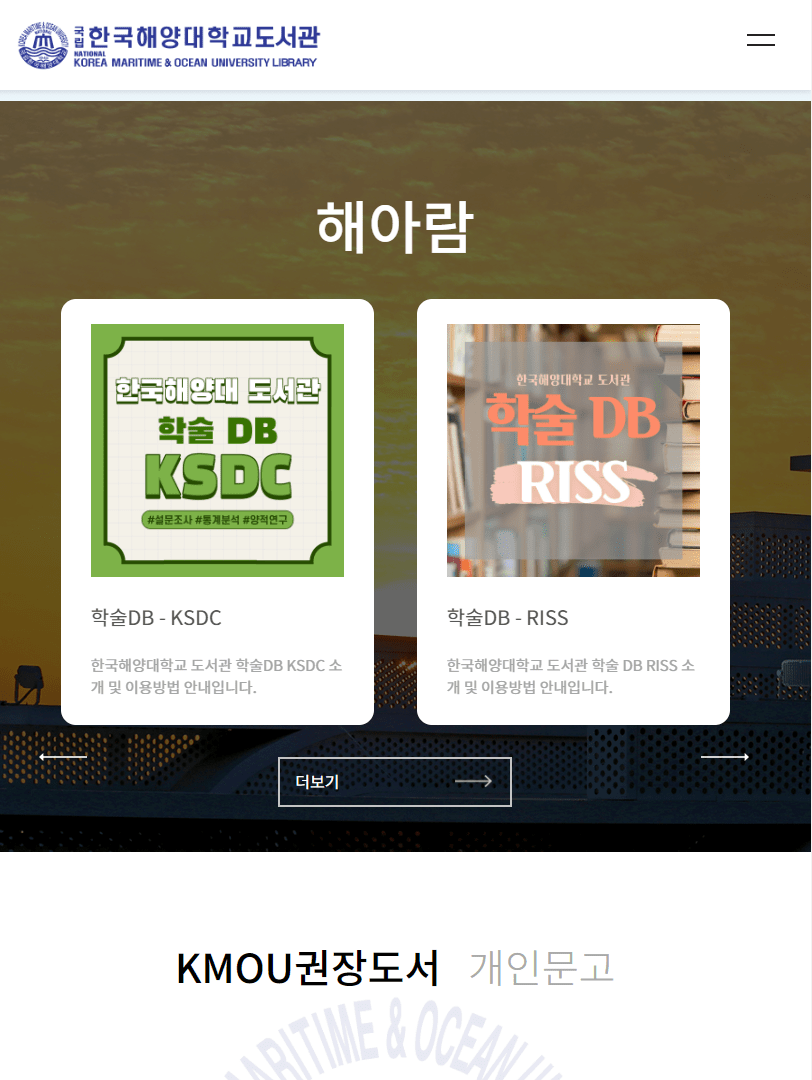 국립 한국해양대학교도서관
NATIONAL
KOREA MARITIME & OCEAN UNIVERSITY LIBRARY
해아람
한국해양대 도서관
학술 DB
KSDC
#설문조사 #통계분석 #양적연구
학술DB - KSDC
한국해양대학교 도서관 학술DB KSDC 소
개 및 이용방법 안내입니다.
한국해양대학교 도서관
학술 DB
RISS
학술DB - RISS
한국해양대학교 도서관 학술 DB RISS 소
개 및 이용방법 안내입니다.
더보기
KMOU권장도서 개인문고
MARITIME & OCEAN UN